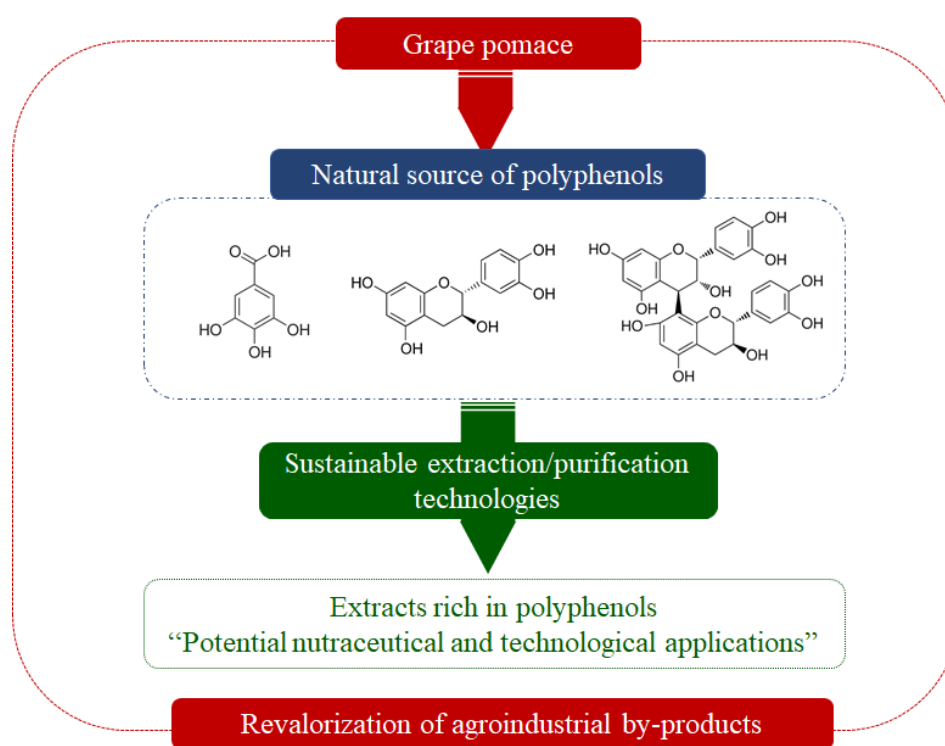 Grape pomace
Natural source of polyphenols
O
OH
HO
OH
OH
HO
O
OH
OH
OH
OH
HO
O
OH
OH
OH
OH
HO
O
OH
OH
OH
OH
Sustainable extraction/purification
technologies
Extracts rich in polyphenols
“Potential nutraceutical and technological applications”
Revalorization of agroindustrial by-products